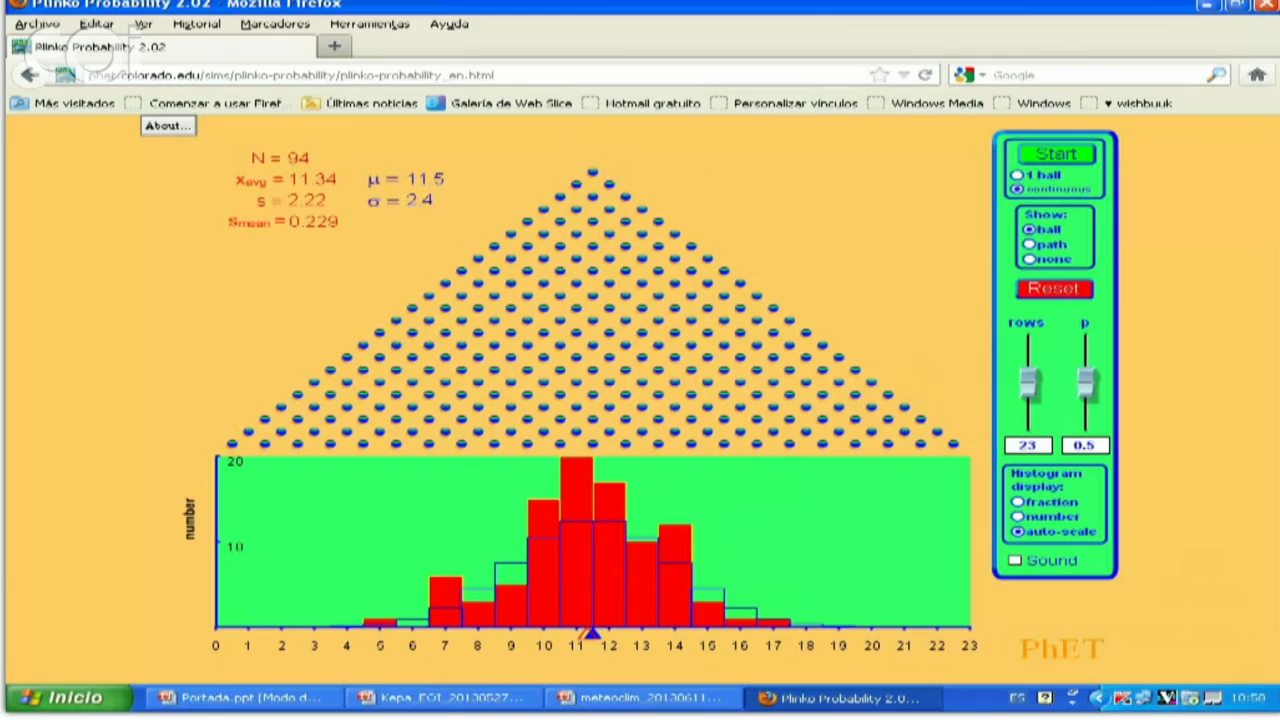 Plinko Probability 2.02 - Mozilla Firefox
Archivo Editar Ver Historial Marcadores Herramientas Ayuda
Plinko Probability 2.02 +
phet.colorado.edu/sims/plinko-probability/plinko-probability_en.html Google
Más visitados Comenzar a usar Firef... Últimas noticias Galería de Web Slice Hotmail gratuito Personalizar vínculos Windows Media Windows wishbuuk
About...
N = 94
xavg = 11.34 μ = 11.5
s = 2.22 σ = 2.4
smean = 0.229
Start
1 ball
continuous
Show:
ball
path
none
Reset
rows p
23 0.5
Histogram
display:
fraction
number
auto-scale
Sound
20
10
number
0 1 2 3 4 5 6 7 8 9 10 11 12 13 14 15 16 17 18 19 20 21 22 23
PhET
Inicio Portada.ppt [Modo d... Kepa_EOI_20130527... meteoclim_20130611... Plinko Probability 2.0... ES ? 10:50